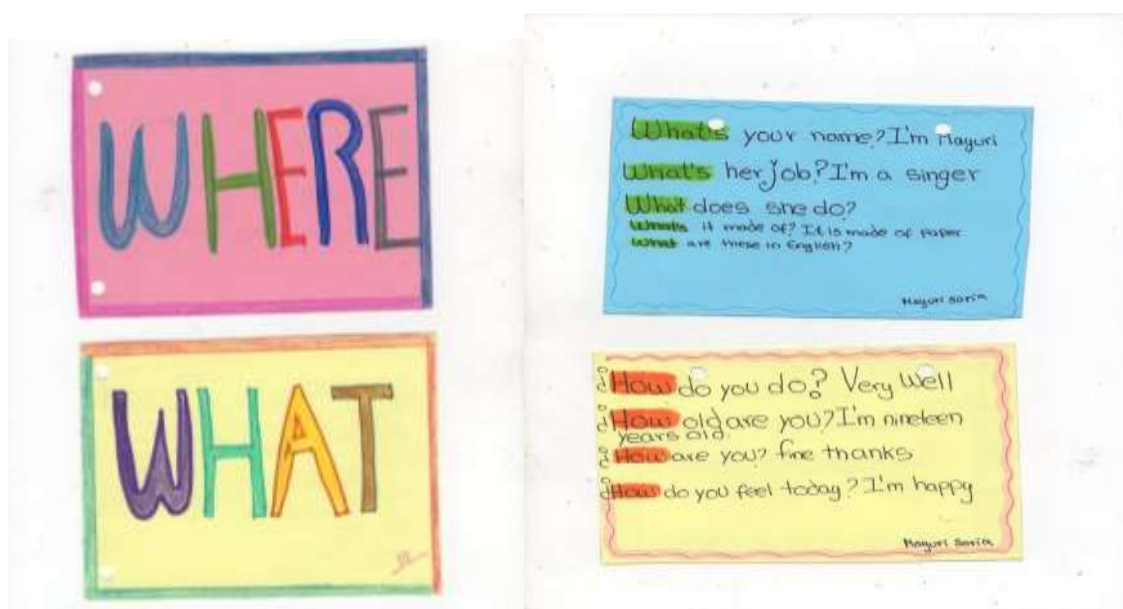 WHERE
WHAT
What's your name? I'm Mayuri
What's her job? I'm a singer
What does she do?
What's it made of? It is made of paper
What are these in English?
Mayuri Soria
How do you do? Very Well
How old are you? I'm nineteen
years old.
How are you? fine thanks
How do you feel today? I'm happy
Mayuri Soria